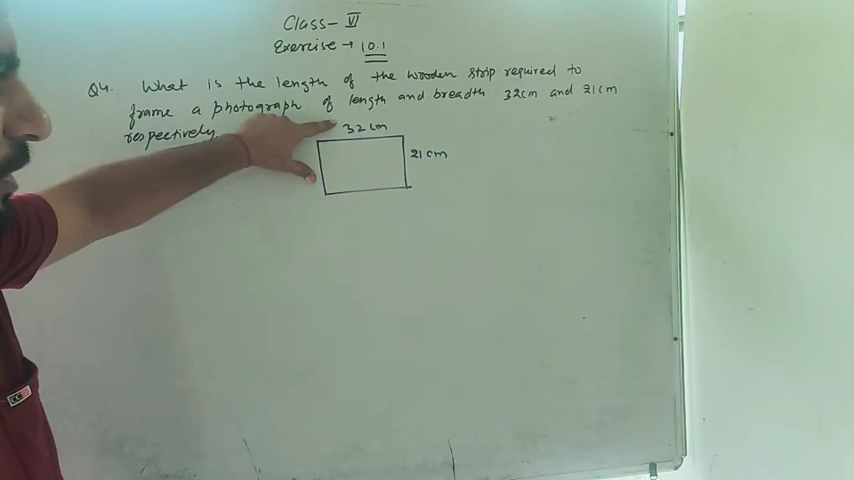 Class- VI
Exercise → 10.1
Q4. What is the length of the wooden strip required to
frame a photograph of length and breadth 32cm and 21cm
respectively
32cm
21cm